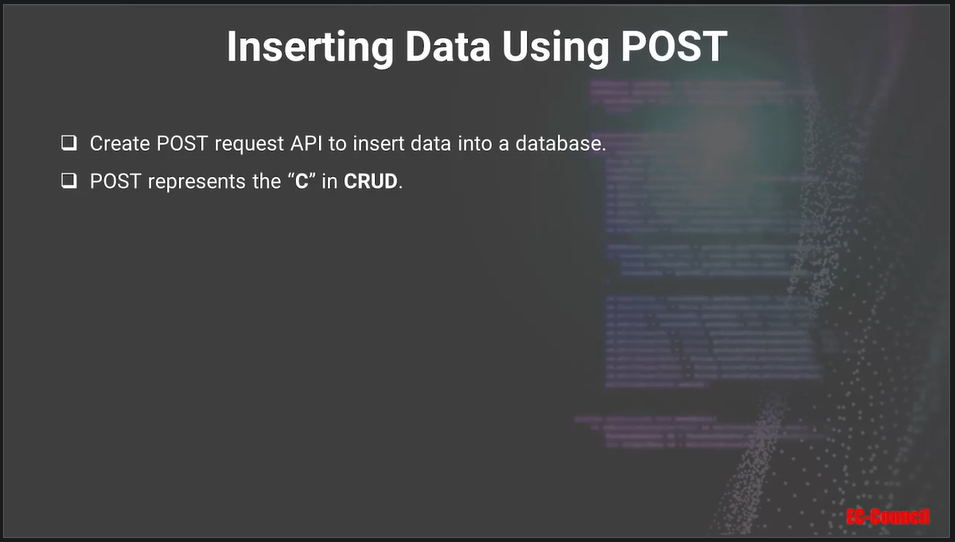 Inserting Data Using POST
❑ Create POST request API to insert data into a database.
❑ POST represents the “C” in CRUD.
EC-Council